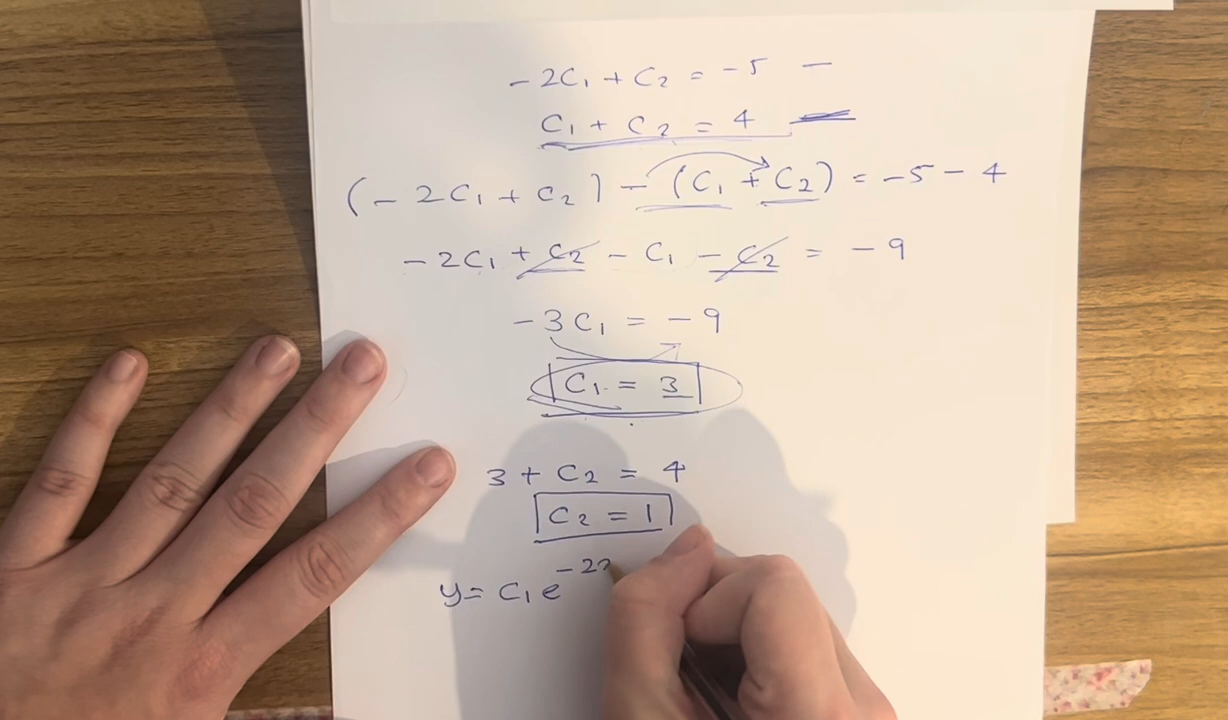 -2C₁ + C₂ = -5 —
C₁ + C₂ = 4 —
(-2C₁ + C₂) - (C₁ + C₂) = -5 - 4
-2C₁ + C₂ - C₁ - C₂ = -9
-3C₁ = -9
C₁ = 3
3 + C₂ = 4
C₂ = 1
y = C₁e⁻²